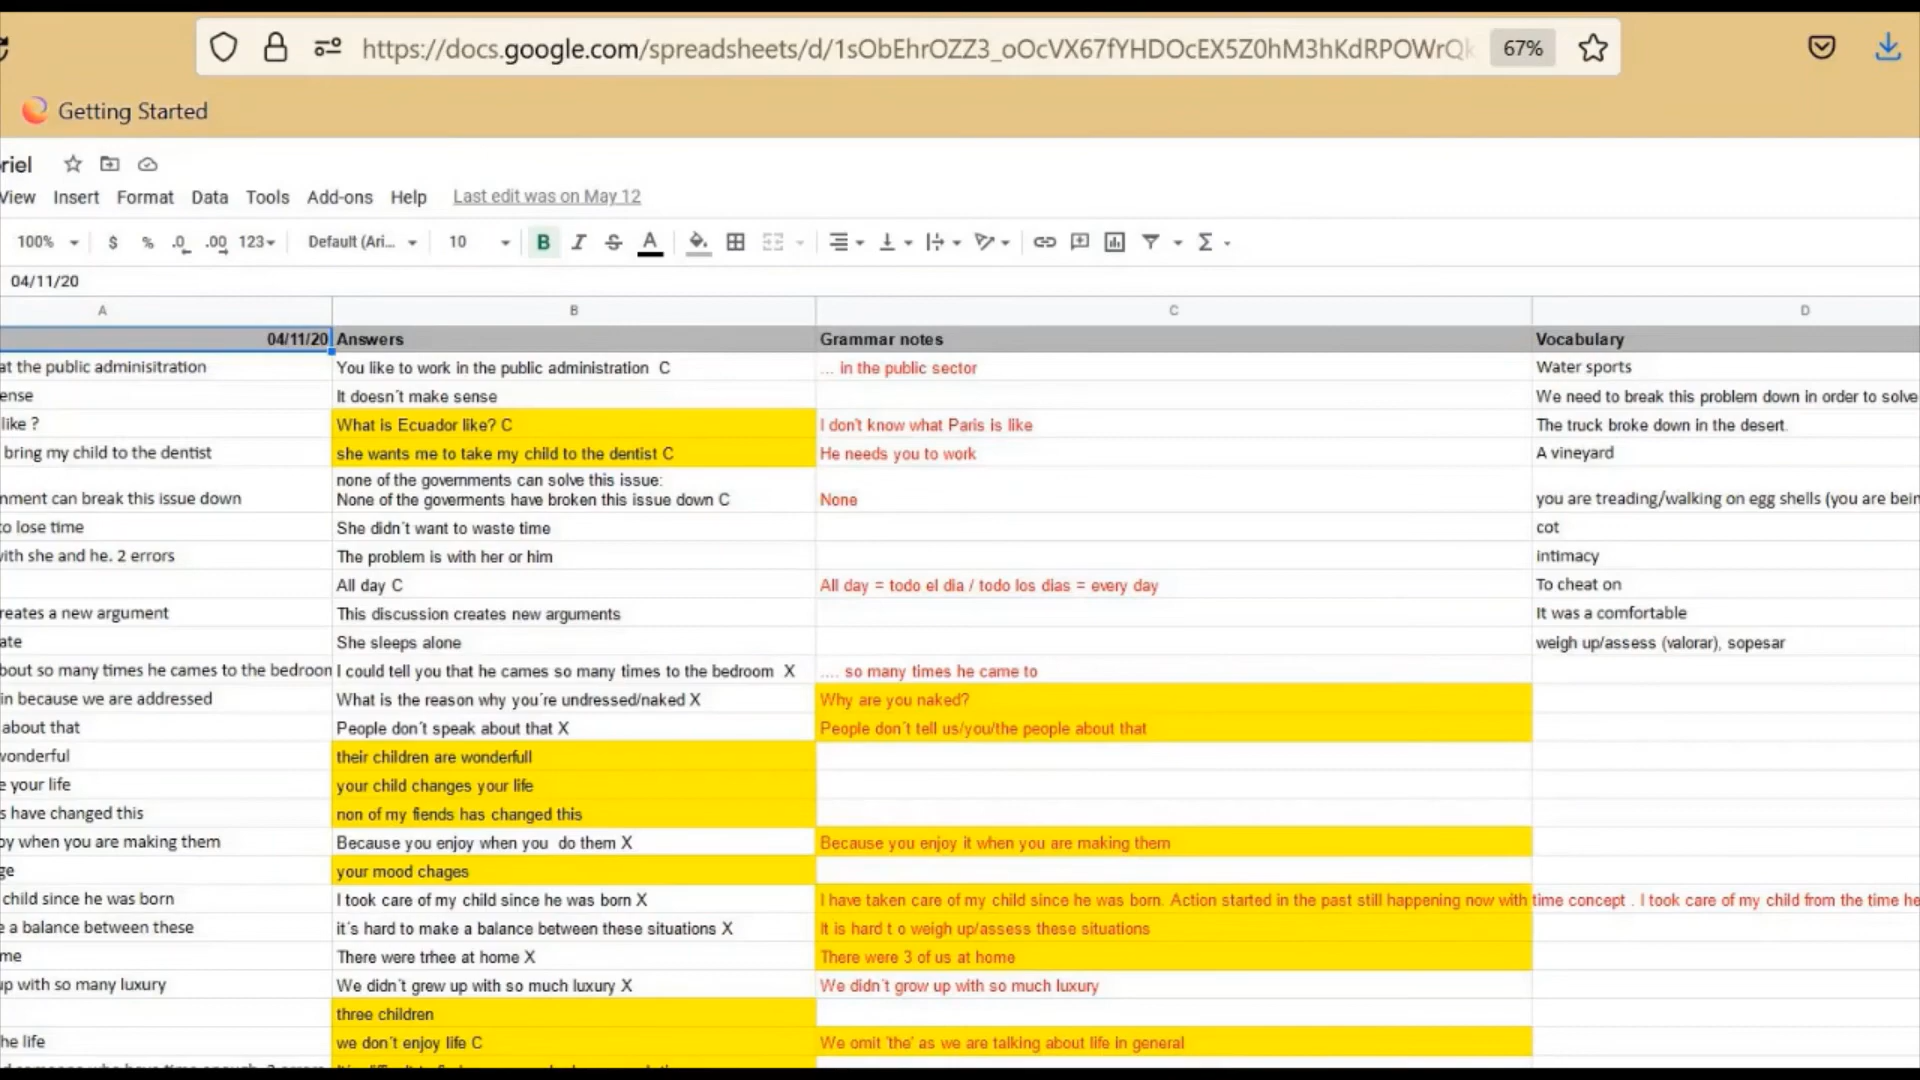 https://docs.google.com/spreadsheets/d/1sObEhrOZZ3_oOcVX67fYHDOcEX5Z0hM3hKdRPOWrQ
67%
Getting Started
riel
View Insert Format Data Tools Add-ons Help Last edit was on May 12
100% $ % .0 .00 123 Default (Ari... 10 B I S A Σ
04/11/20
A B C D
04/11/20 Answers Grammar notes Vocabulary
at the public adminisitration You like to work in the public administration C ... in the public sector Water sports
ense It doesn´t make sense We need to break this problem down in order to solve
like ? What is Ecuador like? C I don't know what Paris is like The truck broke down in the desert.
bring my child to the dentist she wants me to take my child to the dentist C He needs you to work A vineyard
none of the governments can solve this issue:
nment can break this issue down None of the goverments have broken this issue down C None you are treading/walking on egg shells (you are bein
to lose time She didn´t want to waste time cot
with she and he. 2 errors The problem is with her or him intimacy
All day C All day = todo el dia / todo los dias = every day To cheat on
reates a new argument This discussion creates new arguments It was a comfortable
ate She sleeps alone weigh up/assess (valorar), sopesar
bout so many times he cames to the bedroon I could tell you that he cames so many times to the bedroom X .... so many times he came to
in because we are addressed What is the reason why you´re undressed/naked X Why are you naked?
about that People don´t speak about that X People don´t tell us/you/the people about that
wonderful their children are wonderfull
e your life your child changes your life
s have changed this non of my fiends has changed this
oy when you are making them Because you enjoy when you do them X Because you enjoy it when you are making them
ge your mood chages
child since he was born I took care of my child since he was born X I have taken care of my child since he was born. Action started in the past still happening now with time concept . I took care of my child from the time he
e a balance between these it´s hard to make a balance between these situations X It is hard t o weigh up/assess these situations
me There were trhee at home X There were 3 of us at home
up with so many luxury We didn´t grew up with so much luxury X We didn´t grow up with so much luxury
three children
he life we don´t enjoy life C We omit 'the' as we are talking about life in general